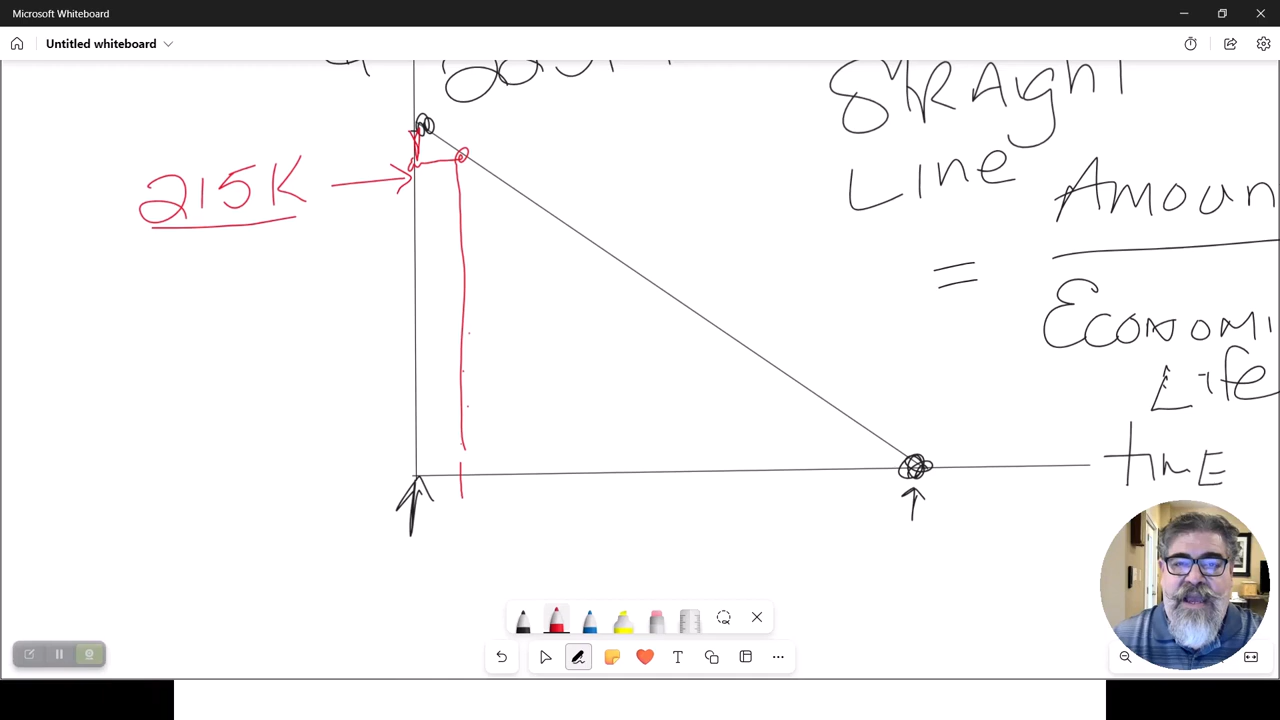 Microsoft Whiteboard
Untitled whiteboard
STRAIGHT
LINE
215K
=
AMOUN
ECONOMI
Life
TIME
T